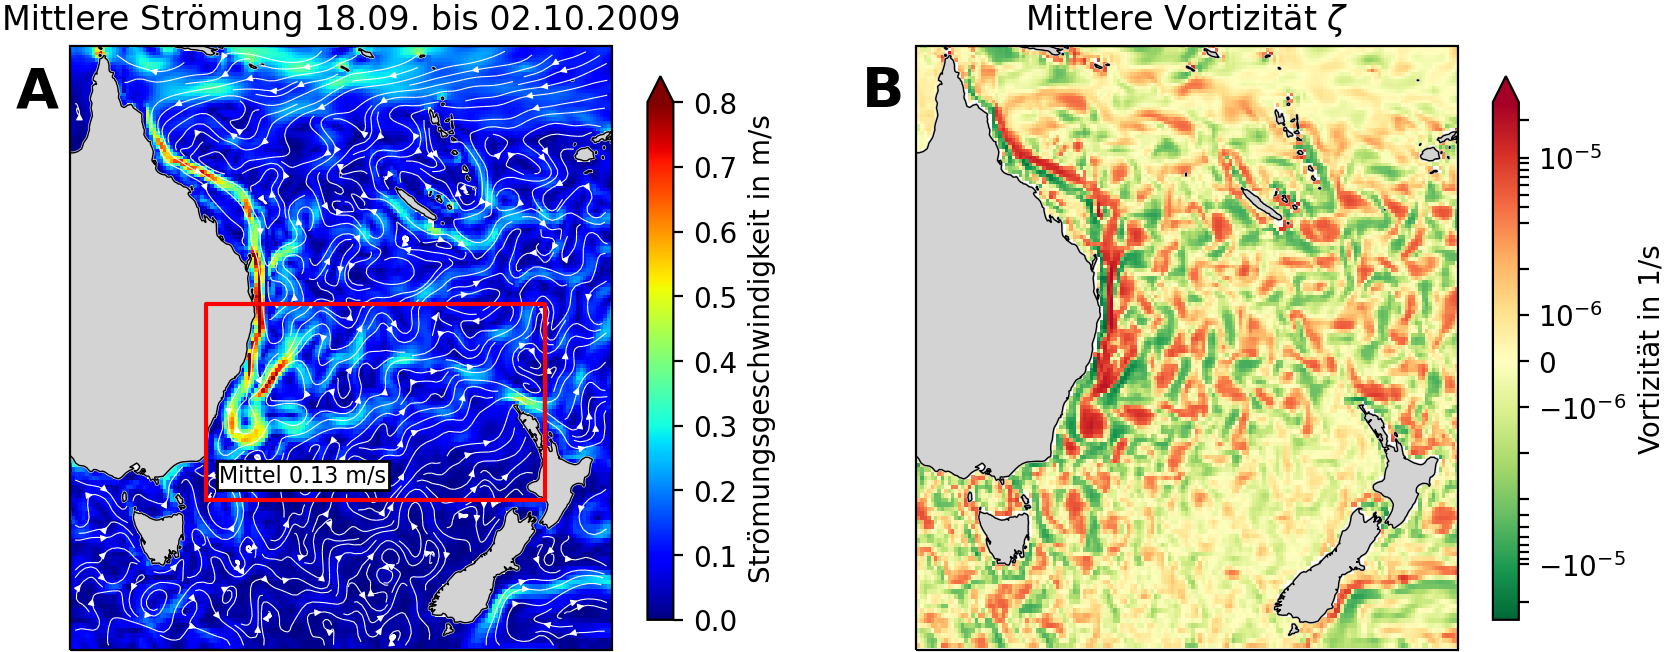 Mittlere Strömung 18.09. bis 02.10.2009
A
Mittel 0.13 m/s
0.8
0.7
0.6
0.5
0.4
0.3
0.2
0.1
0.0
Strömungsgeschwindigkeit in m/s
Mittlere Vortizität ζ
B
10⁻⁵
10⁻⁶
0
−10⁻⁶
−10⁻⁵
Vortizität in 1/s